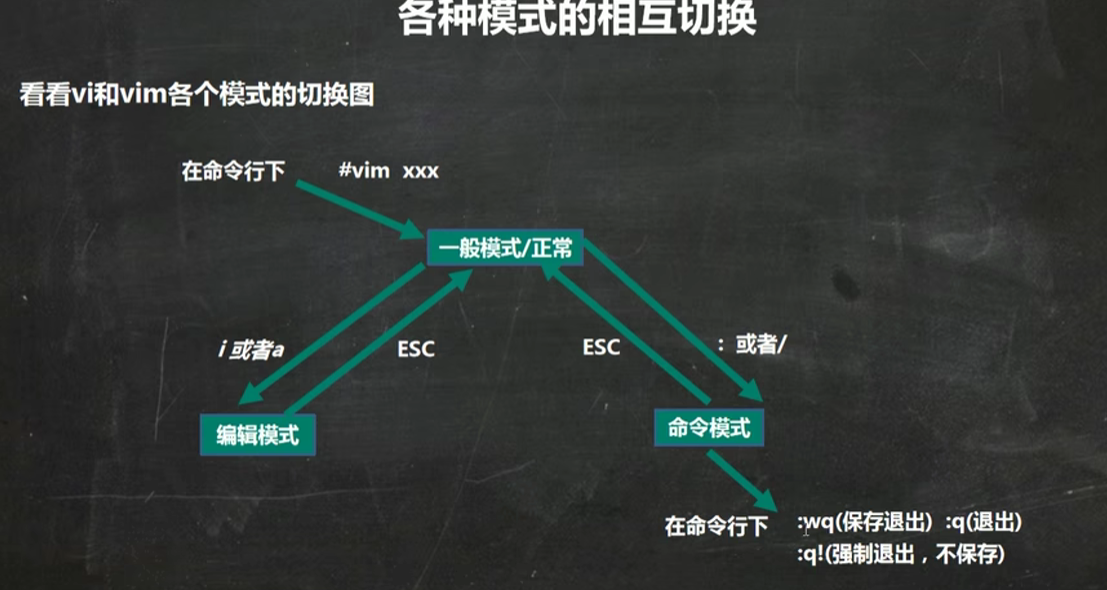 各种模式的相互切换
看看vi和vim各个模式的切换图
在命令行下 #vim xxx
一般模式/正常
i 或者a ESC ESC : 或者/
编辑模式 命令模式
在命令行下 :wq(保存退出) :q(退出)
:q!(强制退出，不保存)